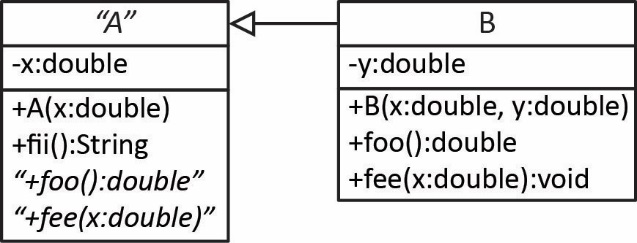 “A”
-x:double
+A(x:double)
+fii():String
“+foo():double”
“+fee(x:double)”
B
-y:double
+B(x:double, y:double)
+foo():double
+fee(x:double):void